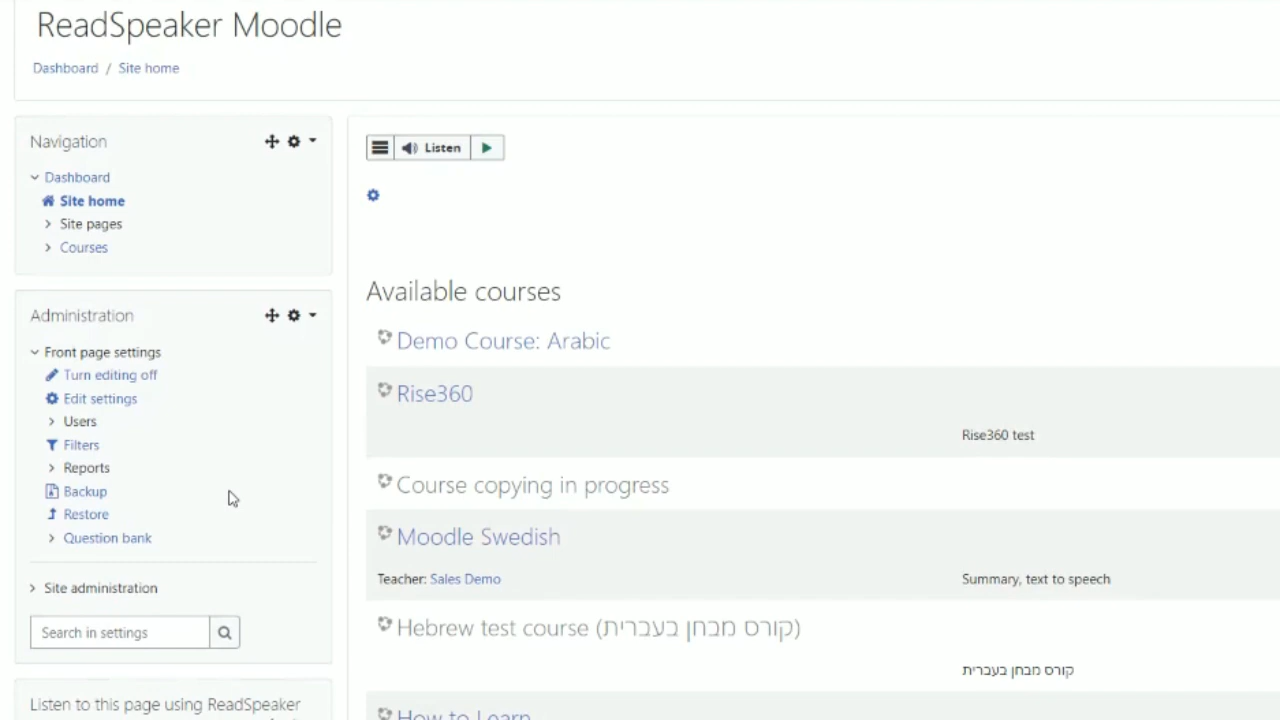 ReadSpeaker Moodle
Dashboard / Site home
Navigation
Dashboard
Site home
Site pages
Courses
Administration
Front page settings
Turn editing off
Edit settings
Users
Filters
Reports
Backup
Restore
Question bank
Site administration
Search in settings
Listen to this page using ReadSpeaker
Listen
Available courses
Demo Course: Arabic
Rise360
Rise360 test
Course copying in progress
Moodle Swedish
Teacher: Sales Demo
Summary, text to speech
Hebrew test course (קורס מבחן בעברית)
קורס מבחן בעברית
How to Learn